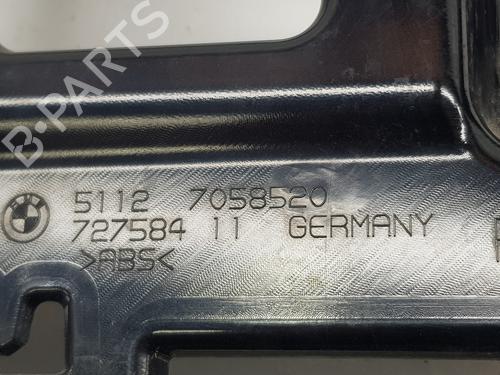 B-PARTS
5112 7058520
727584 11 GERMANY
>ABS<